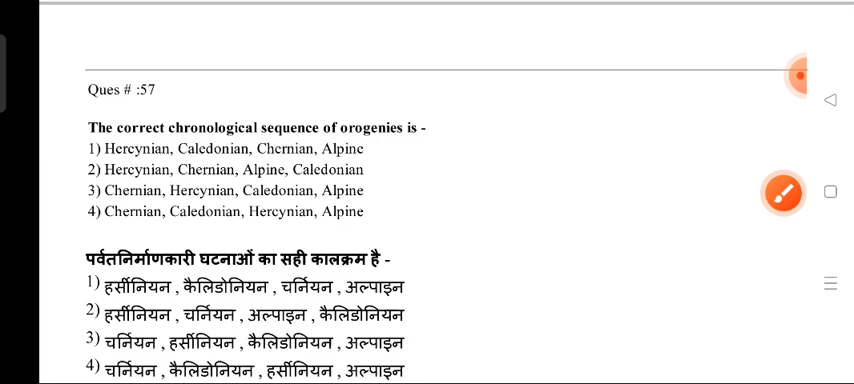 Ques # :57
The correct chronological sequence of orogenies is -
1) Hercynian, Caledonian, Chernian, Alpine
2) Hercynian, Chernian, Alpine, Caledonian
3) Chernian, Hercynian, Caledonian, Alpine
4) Chernian, Caledonian, Hercynian, Alpine
पर्वतनिर्माणकारी घटनाओं का सही कालक्रम है -
1) हर्सीनियन , कैलिडोनियन , चर्नियन , अल्पाइन
2) हर्सीनियन , चर्नियन , अल्पाइन , कैलिडोनियन
3) चर्नियन , हर्सीनियन , कैलिडोनियन , अल्पाइन
4) चर्नियन , कैलिडोनियन , हर्सीनियन , अल्पाइन